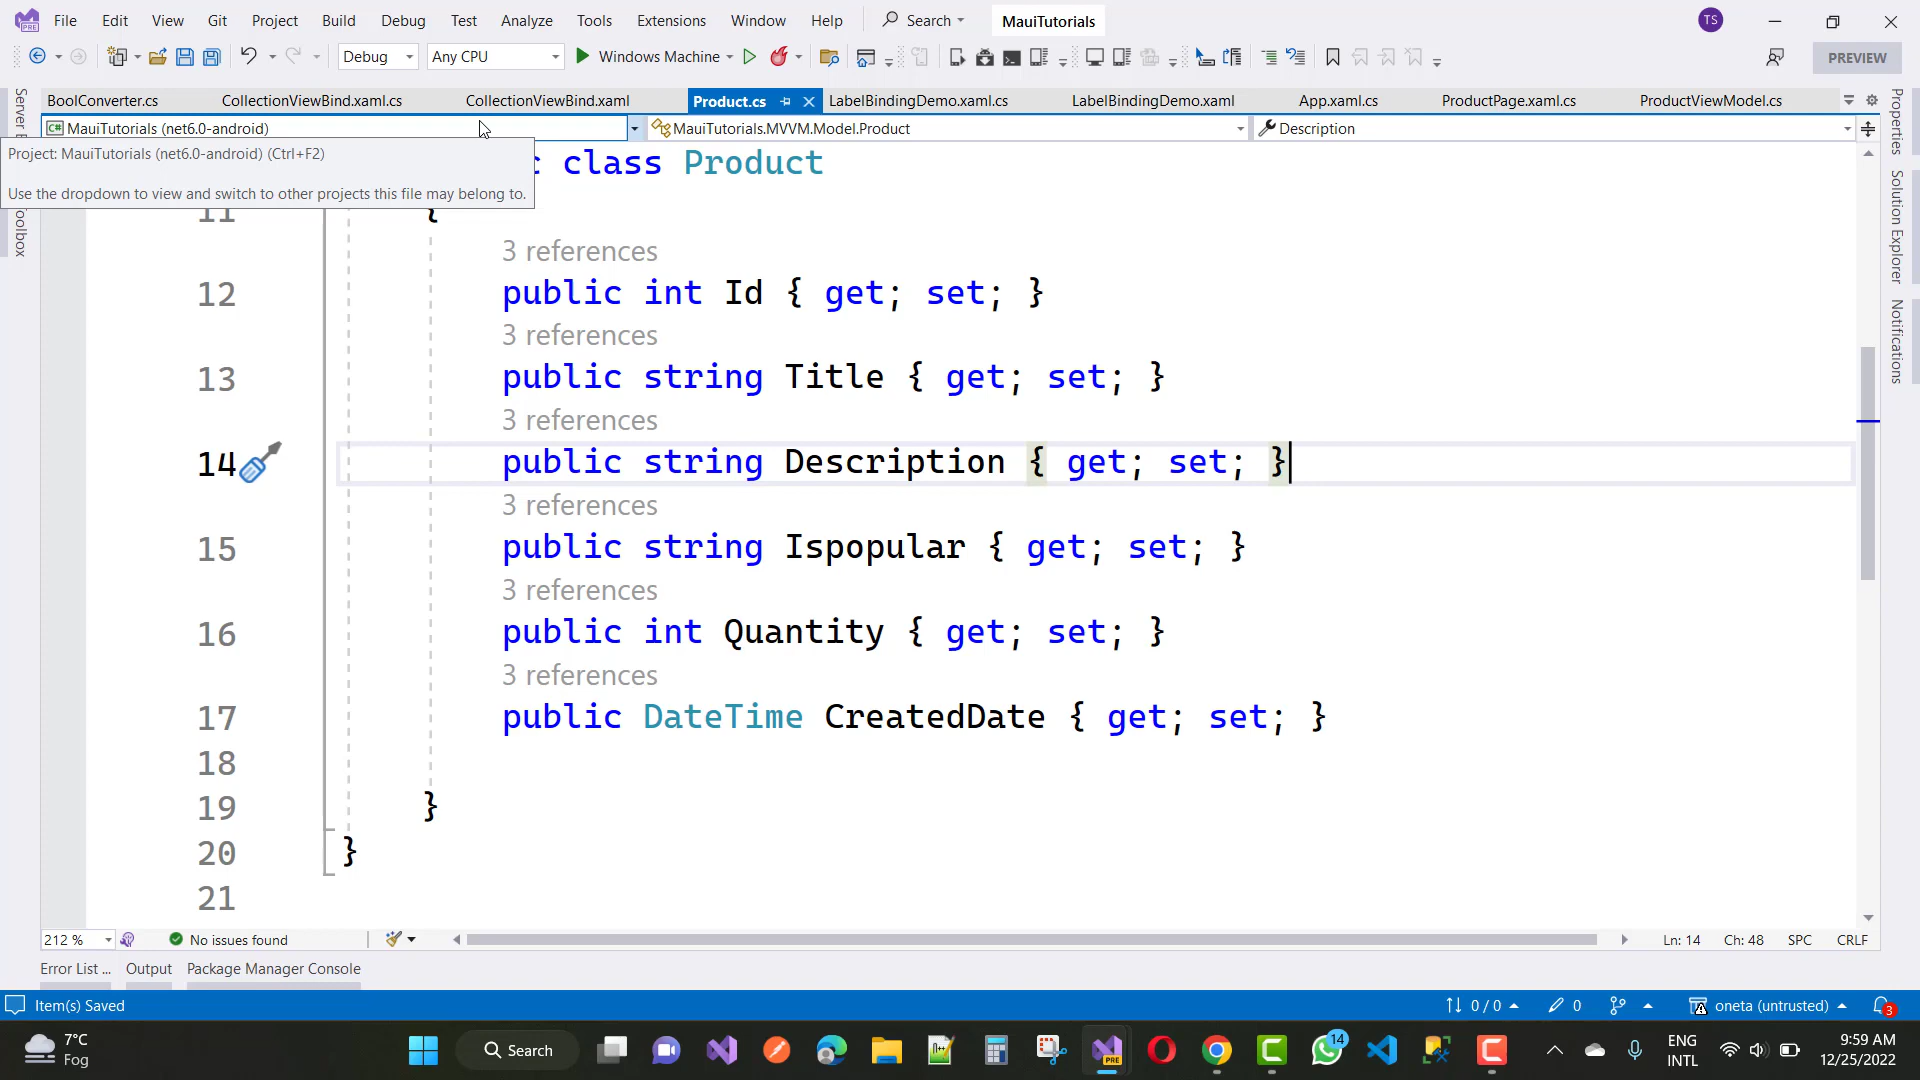 File Edit View Git Project Build Debug Test Analyze Tools Extensions Window Help Search MauiTutorials TS
Debug Any CPU Windows Machine PREVIEW
BoolConverter.cs CollectionViewBind.xaml.cs CollectionViewBind.xaml Product.cs LabelBindingDemo.xaml.cs LabelBindingDemo.xaml App.xaml.cs ProductPage.xaml.cs ProductViewModel.cs
C# MauiTutorials (net6.0-android) MauiTutorials.MVVM.Model.Product Description
Project: MauiTutorials (net6.0-android) (Ctrl+F2)
Use the dropdown to view and switch to other projects this file may belong to.
Server
Toolbox
Properties
Solution Explorer
Notifications
c class Product
11 {
3 references
12 public int Id { get; set; }
3 references
13 public string Title { get; set; }
3 references
14 public string Description { get; set; }
3 references
15 public string Ispopular { get; set; }
3 references
16 public int Quantity { get; set; }
3 references
17 public DateTime CreatedDate { get; set; }
18
19 }
20 }
21
212 % No issues found Ln: 14 Ch: 48 SPC CRLF
Error List ... Output Package Manager Console
Item(s) Saved 0 / 0 0 oneta (untrusted) 3
7°C
Fog
Search
PRE
14
ENG
INTL
9:59 AM
12/25/2022